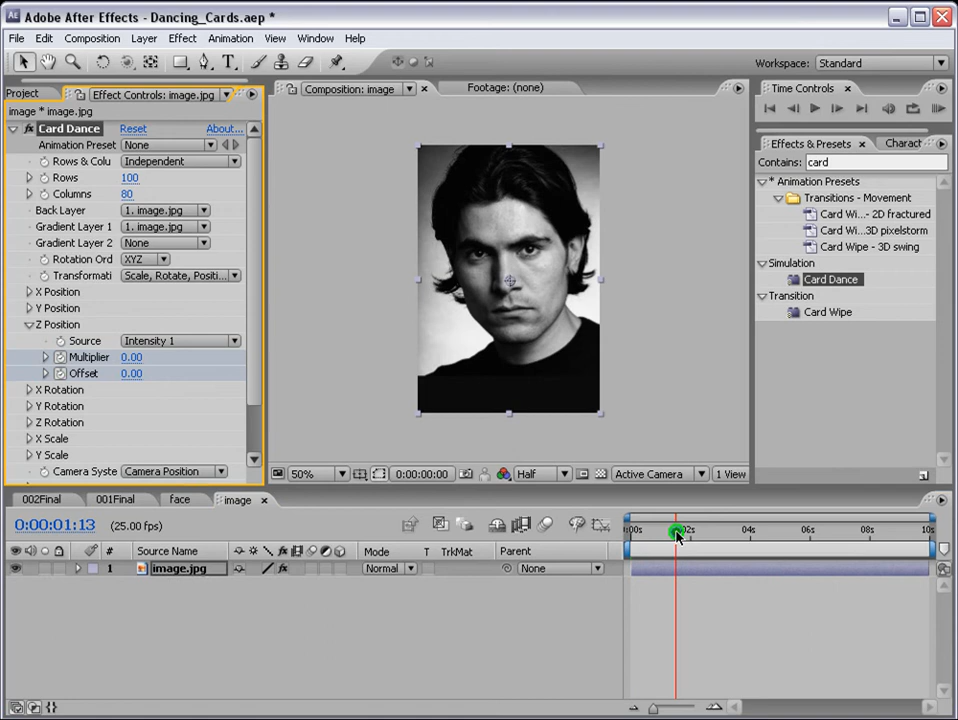 Adobe After Effects - Dancing_Cards.aep *
File Edit Composition Layer Effect Animation View Window Help
Workspace: Standard
Project
Effect Controls: image.jpg
image * image.jpg
Card Dance Reset About...
Animation Preset None
Rows & Colu Independent
Rows 100
Columns 80
Back Layer 1. image.jpg
Gradient Layer 1 1. image.jpg
Gradient Layer 2 None
Rotation Ord XYZ
Transformati Scale, Rotate, Positi...
X Position
Y Position
Z Position
Source Intensity 1
Multiplier 0.00
Offset 0.00
X Rotation
Y Rotation
Z Rotation
X Scale
Y Scale
Camera Syste Camera Position
Composition: image
Footage: (none)
50% 0:00:00:00 Half Active Camera 1 View
Time Controls
Effects & Presets Charact
Contains: card
* Animation Presets
Transitions - Movement
Card Wi...- 2D fractured
Card Wi...3D pixelstorm
Card Wipe - 3D swing
Simulation
Card Dance
Transition
Card Wipe
002Final 001Final face image
0:00:01:13 (25.00 fps)
:00s 02s 04s 06s 08s 10s
# Source Name Mode T TrkMat Parent
1 image.jpg Normal None